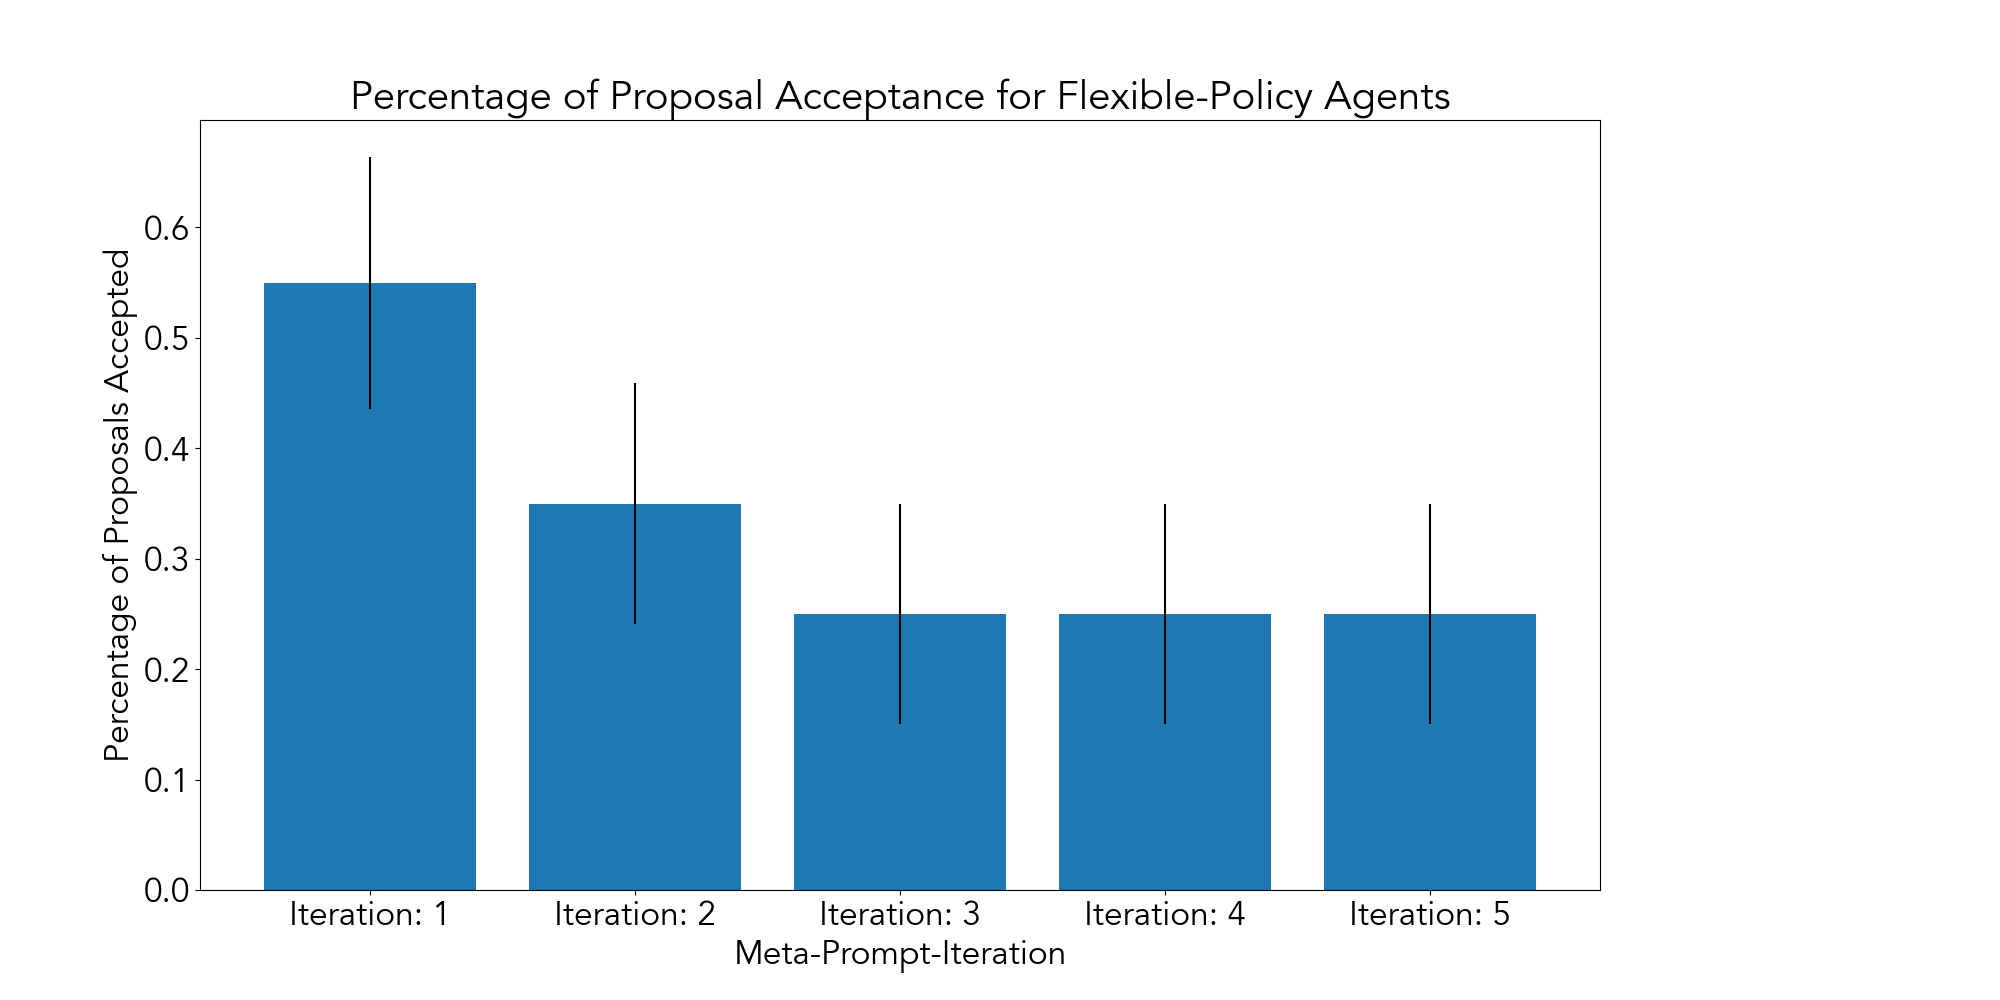 Percentage of Proposal Acceptance for Flexible-Policy Agents
Percentage of Proposals Accepted
0.6
0.5
0.4
0.3
0.2
0.1
0.0
Iteration: 1
Iteration: 2
Iteration: 3
Iteration: 4
Iteration: 5
Meta-Prompt-Iteration